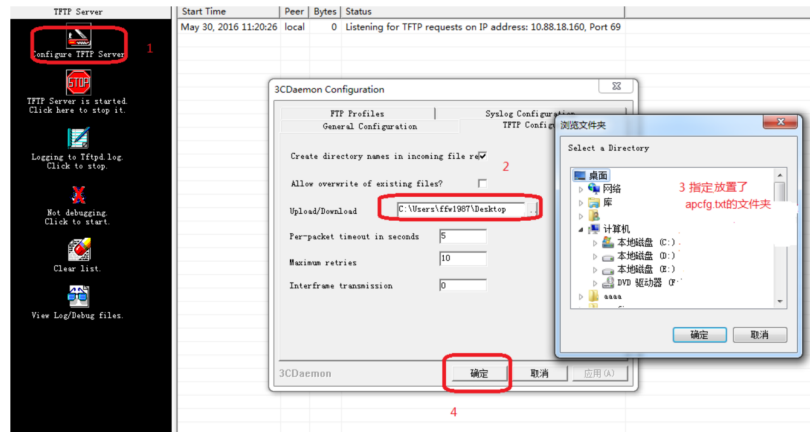 TFTP Server
Configure TFTP Server
1
STOP
TFTP Server is started.
Click here to stop it.
Logging to Tftpd.log.
Click to stop.
Not debugging.
Click to start.
Clear list.
View Log/Debug files.
Start Time Peer Bytes Status
May 30, 2016 11:20:26 local 0 Listening for TFTP requests on IP address: 10.88.18.160, Port 69
3CDaemon Configuration
FTP Profiles
General Configuration
TFTP
Create directory names in incoming file
2
Allow overwrite of existing files?
Upload/Download C:\Users\ffw1987\Desktop
Per-packet timeout in seconds 5
Maximum retries 10
Interframe transmission 0
3CDaemon
确定 取消 应用(A)
4
浏览文件夹
Select a Directory
桌面
网络
库
计算机
本地磁盘 (C:)
本地磁盘 (D:)
本地磁盘 (E:)
DVD 驱动器
aaaa
3 指定放置了
apcfg.txt的文件夹
确定 取消